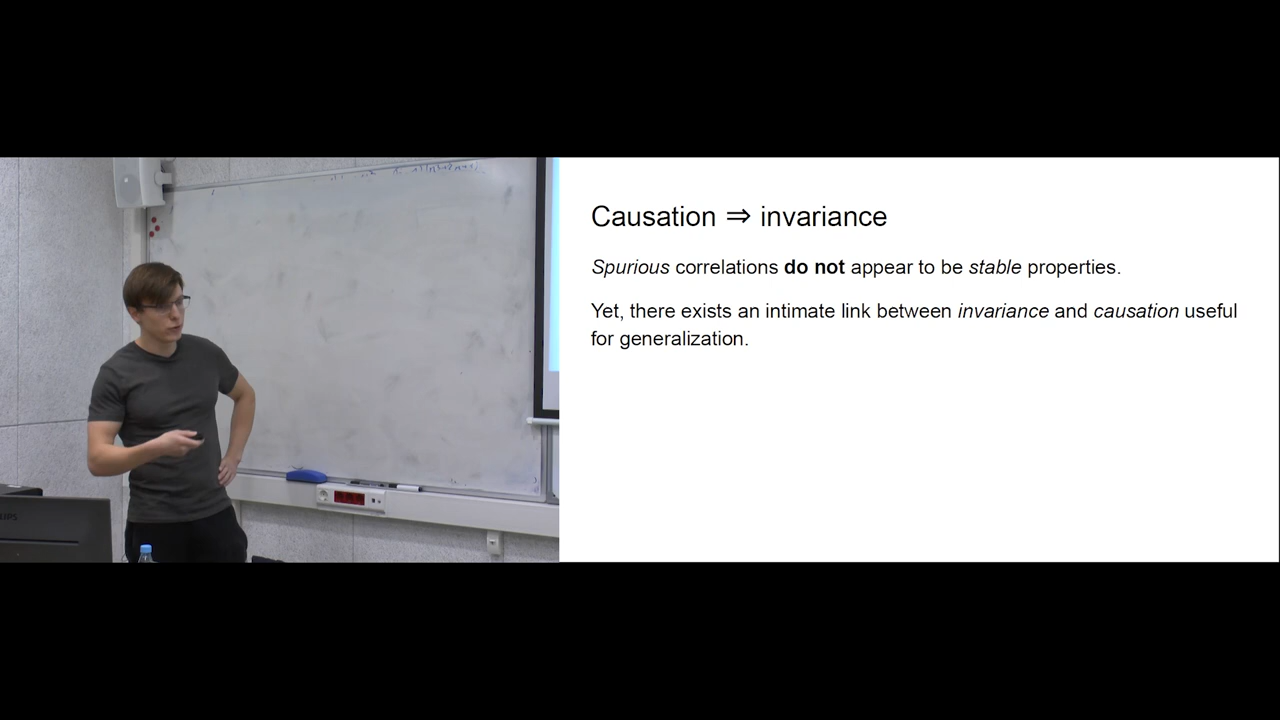 Causation ⇒ invariance
Spurious correlations do not appear to be stable properties.
Yet, there exists an intimate link between invariance and causation useful
for generalization.